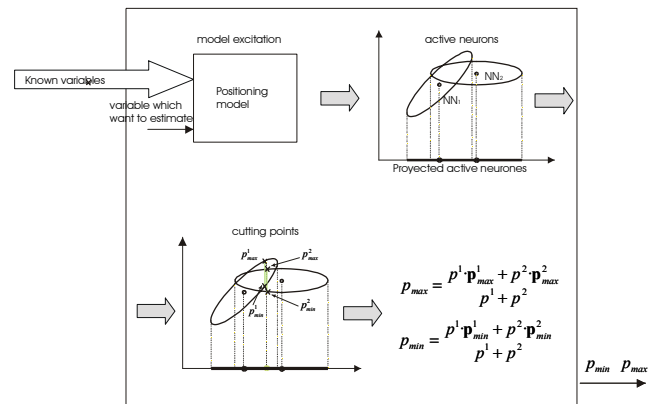 model excitation
active neurons
Known variables
Positioning
model
variable which
want to estimate
NN₂
NN₁
Proyected active neurones
cutting points
p¹max
p²max
p¹min
p²min
pmax = (p¹·p¹max + p²·p²max) / (p¹ + p²)
pmin = (p¹·p¹min + p²·p²min) / (p¹ + p²)
pmin pmax